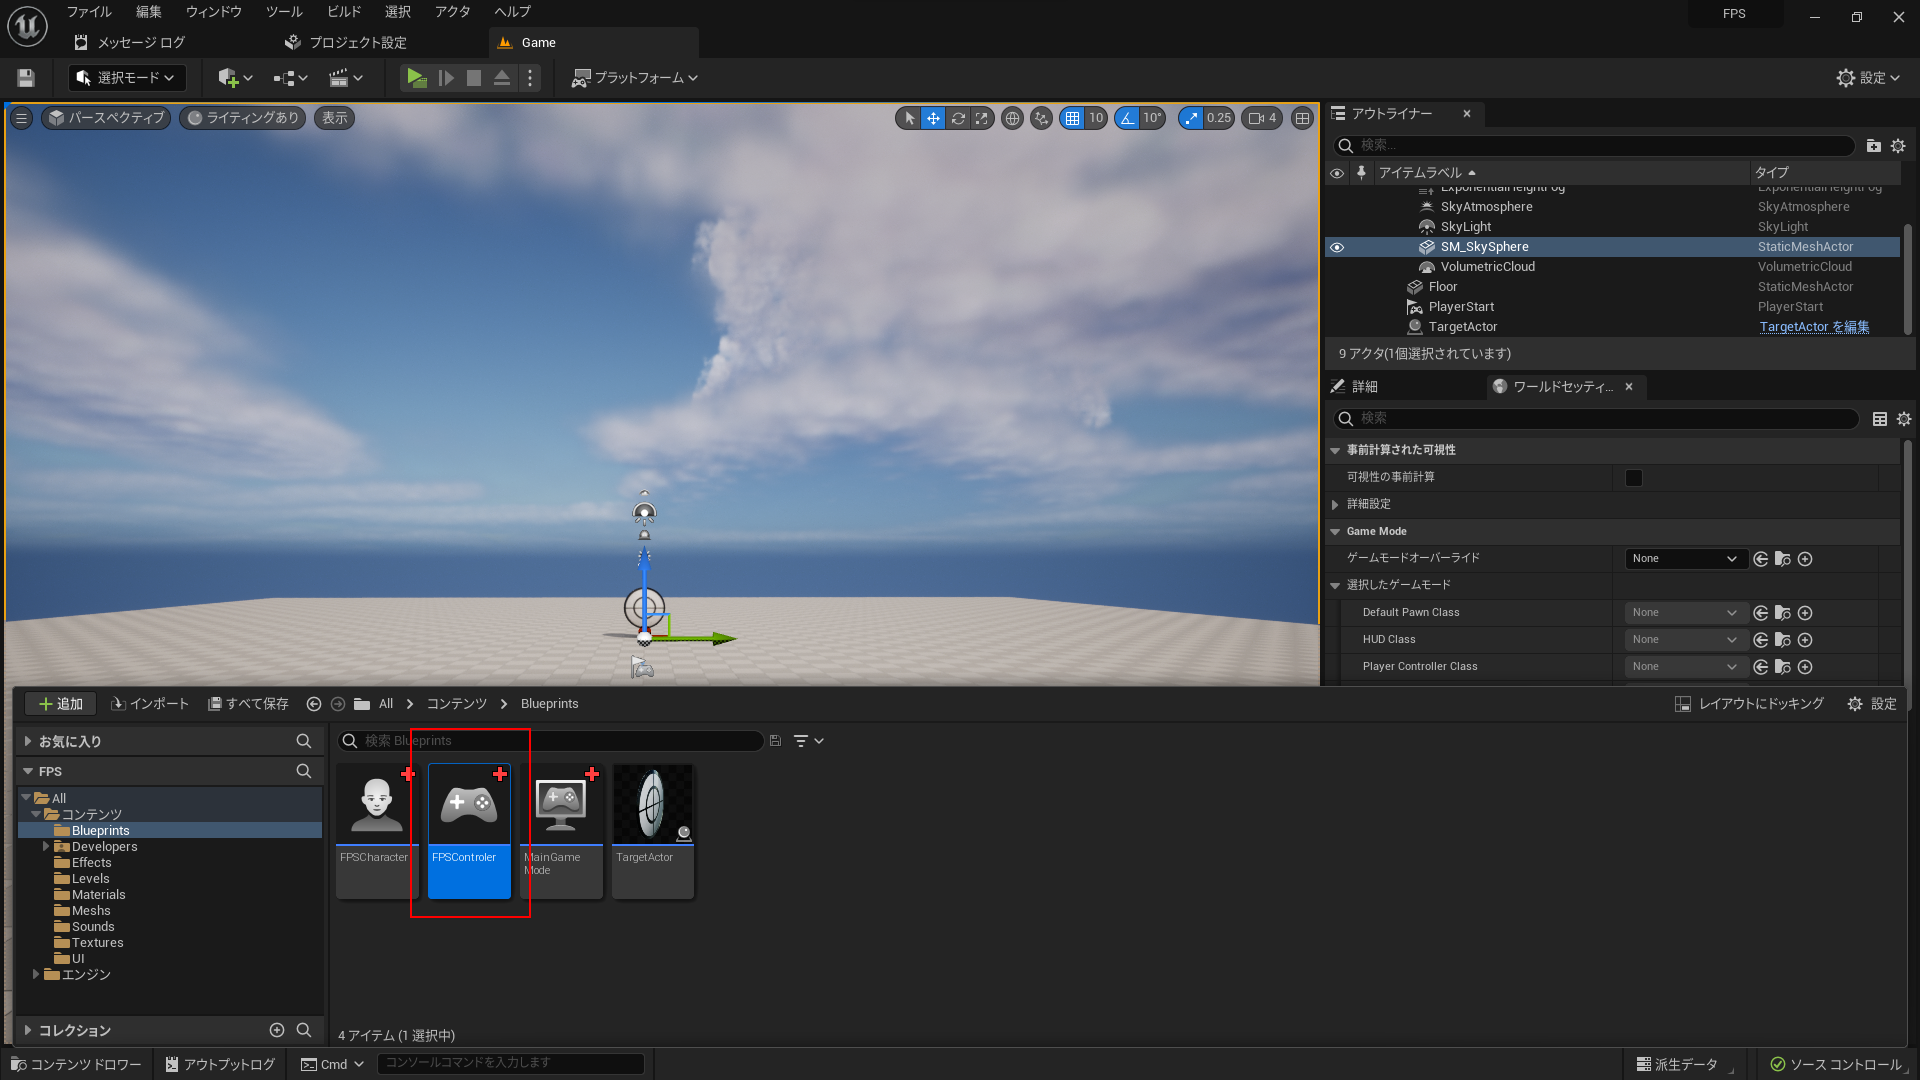 ファイル 編集 ウィンドウ ツール ビルド 選択 アクタ ヘルプ
FPS
メッセージ ログ
プロジェクト設定
Game
選択モード
プラットフォーム
設定
パースペクティブ
ライティングあり
表示
10
10°
0.25
4
アウトライナー
検索...
アイテムラベル
タイプ
ExponentialHeightFog ExponentialHeightFog
SkyAtmosphere SkyAtmosphere
SkyLight SkyLight
SM_SkySphere StaticMeshActor
VolumetricCloud VolumetricCloud
Floor StaticMeshActor
PlayerStart PlayerStart
TargetActor TargetActor を編集
9 アクタ(1個選択されています)
詳細
ワールドセッティ...
検索
事前計算された可視性
可視性の事前計算
詳細設定
Game Mode
ゲームモードオーバーライド None
選択したゲームモード
Default Pawn Class None
HUD Class None
Player Controller Class None
追加
インポート
すべて保存
All
コンテンツ
Blueprints
レイアウトにドッキング
設定
お気に入り
FPS
All
コンテンツ
Blueprints
Developers
Effects
Levels
Materials
Meshs
Sounds
Textures
UI
エンジン
コレクション
検索 Blueprints
FPSCharacter
FPSControler
MainGame
Mode
TargetActor
4 アイテム (1 選択中)
コンテンツ ドロワー
アウトプットログ
Cmd
コンソールコマンドを入力します
派生データ
ソース コントロール